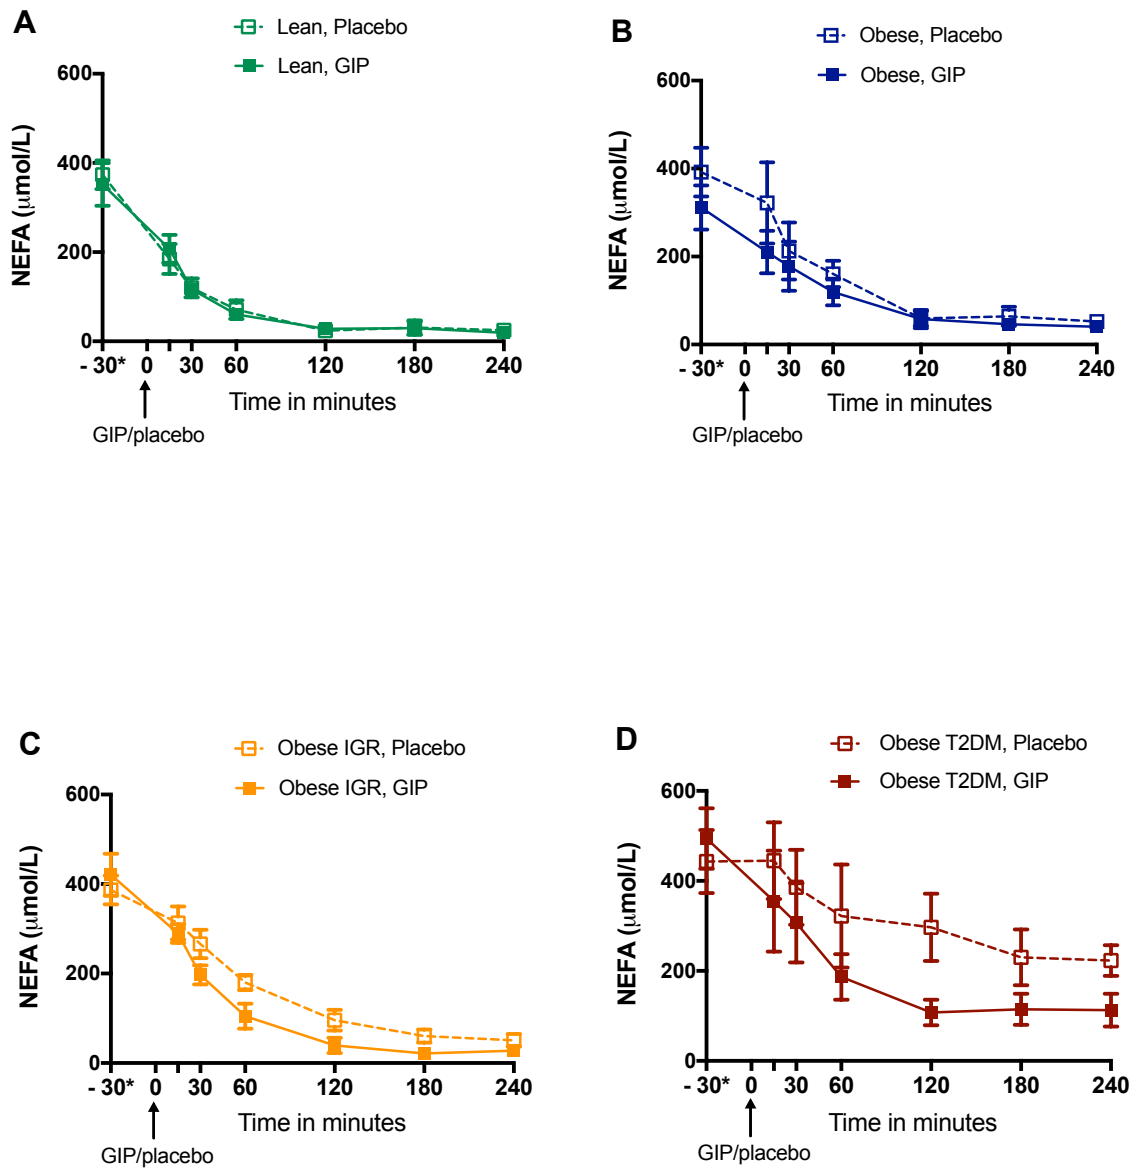 A
Lean, Placebo
Lean, GIP
NEFA (μmol/L)
600
400
200
0
- 30* 0 30 60 120 180 240
Time in minutes
GIP/placebo
B
Obese, Placebo
Obese, GIP
NEFA (μmol/L)
600
400
200
0
- 30* 0 30 60 120 180 240
Time in minutes
GIP/placebo
C
Obese IGR, Placebo
Obese IGR, GIP
NEFA (μmol/L)
600
400
200
0
- 30* 0 30 60 120 180 240
Time in minutes
GIP/placebo
D
Obese T2DM, Placebo
Obese T2DM, GIP
NEFA (μmol/L)
600
400
200
0
- 30* 0 30 60 120 180 240
Time in minutes
GIP/placebo